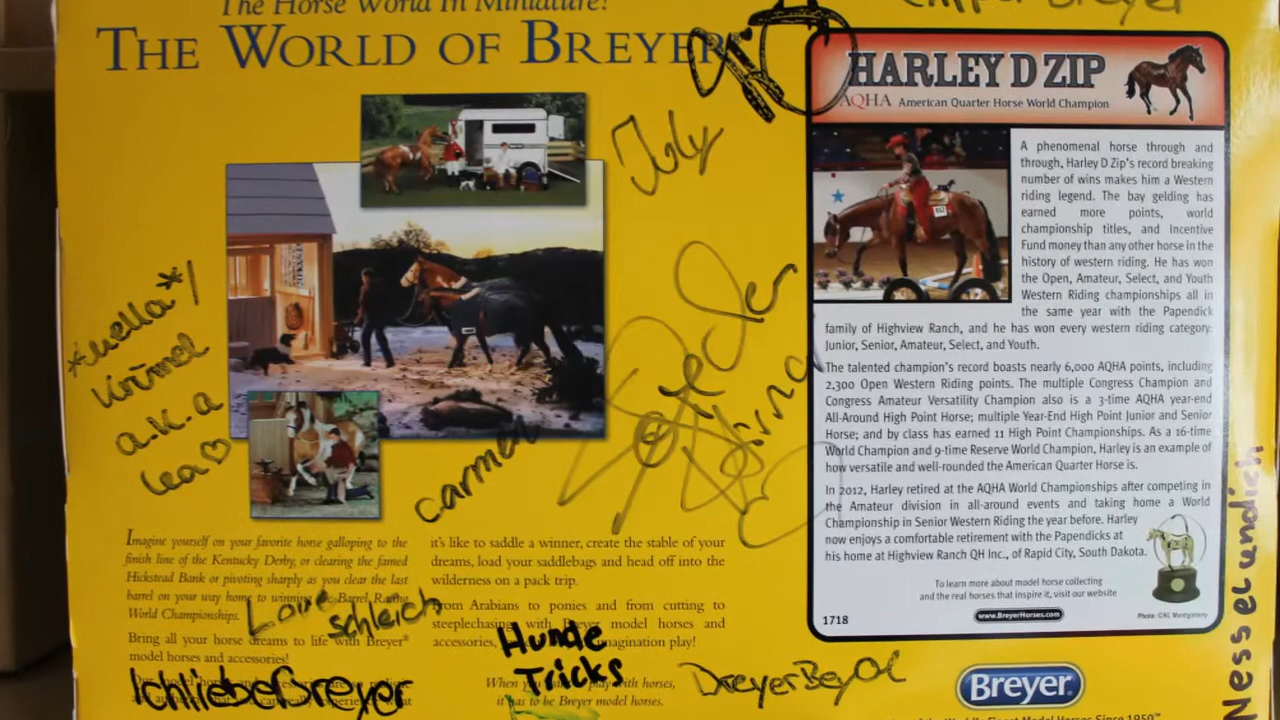 The Horse World In Miniature!
THE WORLD OF BREYER
July
*nella*/
Krümel
a.k.a
lea♡
carmen
Imagine yourself on your favorite horse galloping to the
finish line of the Kentucky Derby, or clearing the famed
Hickstead Bank or pivoting sharply as you clear the last
barrel on your way home to winning Barrel Racing
World Championships.
Bring all your horse dreams to life with Breyer®
model horses and accessories!
it's like to saddle a winner, create the stable of your
dreams, load your saddlebags and head off into the
wilderness on a pack trip.
From Arabians to ponies and from cutting to
steeplechasing with Breyer model horses and
accessories, imagination play!
When you play with horses,
it has to be Breyer model horses.
schleich
Hunde
Tricks
Ichliebebreyer
HARLEY D ZIP
AQHA American Quarter Horse World Champion
A phenomenal horse through and
through, Harley D Zip's record breaking
number of wins makes him a Western
riding legend. The bay gelding has
earned more points, world
championship titles, and Incentive
Fund money than any other horse in the
history of western riding. He has won
the Open, Amateur, Select, and Youth
Western Riding championships all in
the same year with the Papendick
family of Highview Ranch, and he has won every western riding category:
Junior, Senior, Amateur, Select, and Youth.
The talented champion's record boasts nearly 6,000 AQHA points, including
2,300 Open Western Riding points. The multiple Congress Champion and
Congress Amateur Versatility Champion also is a 3-time AQHA year-end
All-Around High Point Horse; multiple Year-End High Point Junior and Senior
Horse; and by class has earned 11 High Point Championships. As a 16-time
World Champion and 9-time Reserve World Champion, Harley is an example of
how versatile and well-rounded the American Quarter Horse is.
In 2012, Harley retired at the AQHA World Championships after competing in
the Amateur division in all-around events and taking home a World
Championship in Senior Western Riding the year before. Harley
now enjoys a comfortable retirement with the Papendicks at
his home at Highview Ranch QH Inc., of Rapid City, South Dakota.
To learn more about model horse collecting
and the real horses that inspire it, visit our website
www.BreyerHorses.com
1718
Photo: ©KC Montgomery
Breyer
World's Finest Model Horses Since 1950™